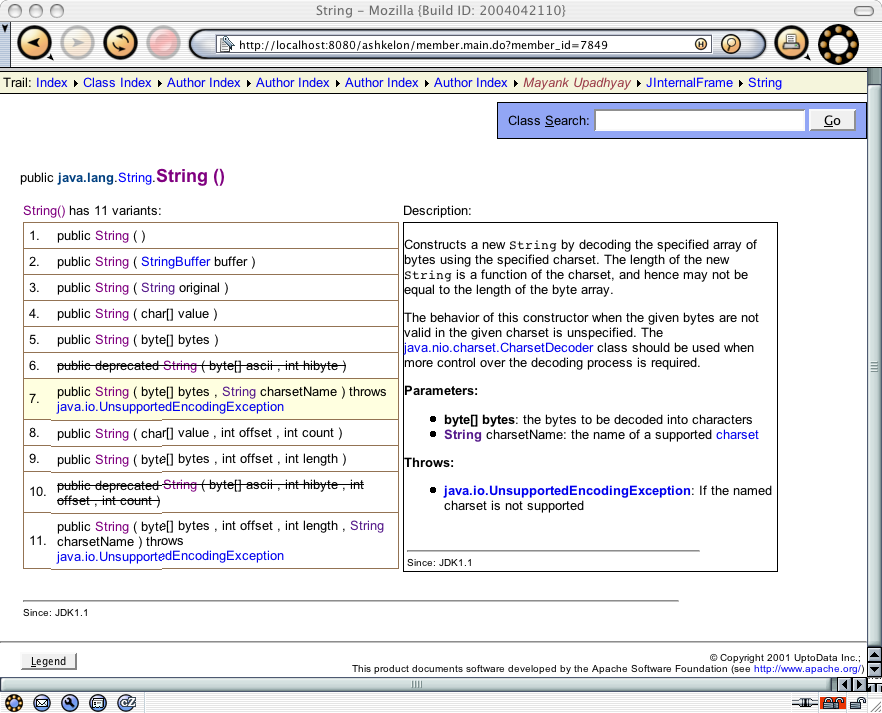 String – Mozilla {Build ID: 2004042110}
http://localhost:8080/ashkelon/member.main.do?member_id=7849
Trail: Index Class Index Author Index Author Index Author Index Author Index Mayank Upadhyay JInternalFrame String
Class Search: Go
public java.lang.String.String ()
String() has 11 variants:
1. public String ( )
2. public String ( StringBuffer buffer )
3. public String ( String original )
4. public String ( char[] value )
5. public String ( byte[] bytes )
6. public deprecated String ( byte[] ascii , int hibyte )
7. public String ( byte[] bytes , String charsetName ) throws
java.io.UnsupportedEncodingException
8. public String ( char[] value , int offset , int count )
9. public String ( byte[] bytes , int offset , int length )
10. public deprecated String ( byte[] ascii , int hibyte , int
offset , int count )
11. public String ( byte[] bytes , int offset , int length , String
charsetName ) throws
java.io.UnsupportedEncodingException
Description:
Constructs a new String by decoding the specified array of
bytes using the specified charset. The length of the new
String is a function of the charset, and hence may not be
equal to the length of the byte array.
The behavior of this constructor when the given bytes are not
valid in the given charset is unspecified. The
java.nio.charset.CharsetDecoder class should be used when
more control over the decoding process is required.
Parameters:
byte[] bytes: the bytes to be decoded into characters
String charsetName: the name of a supported charset
Throws:
java.io.UnsupportedEncodingException: If the named
charset is not supported
Since: JDK1.1
Since: JDK1.1
Legend
© Copyright 2001 UptoData Inc.;
This product documents software developed by the Apache Software Foundation (see http://www.apache.org/)